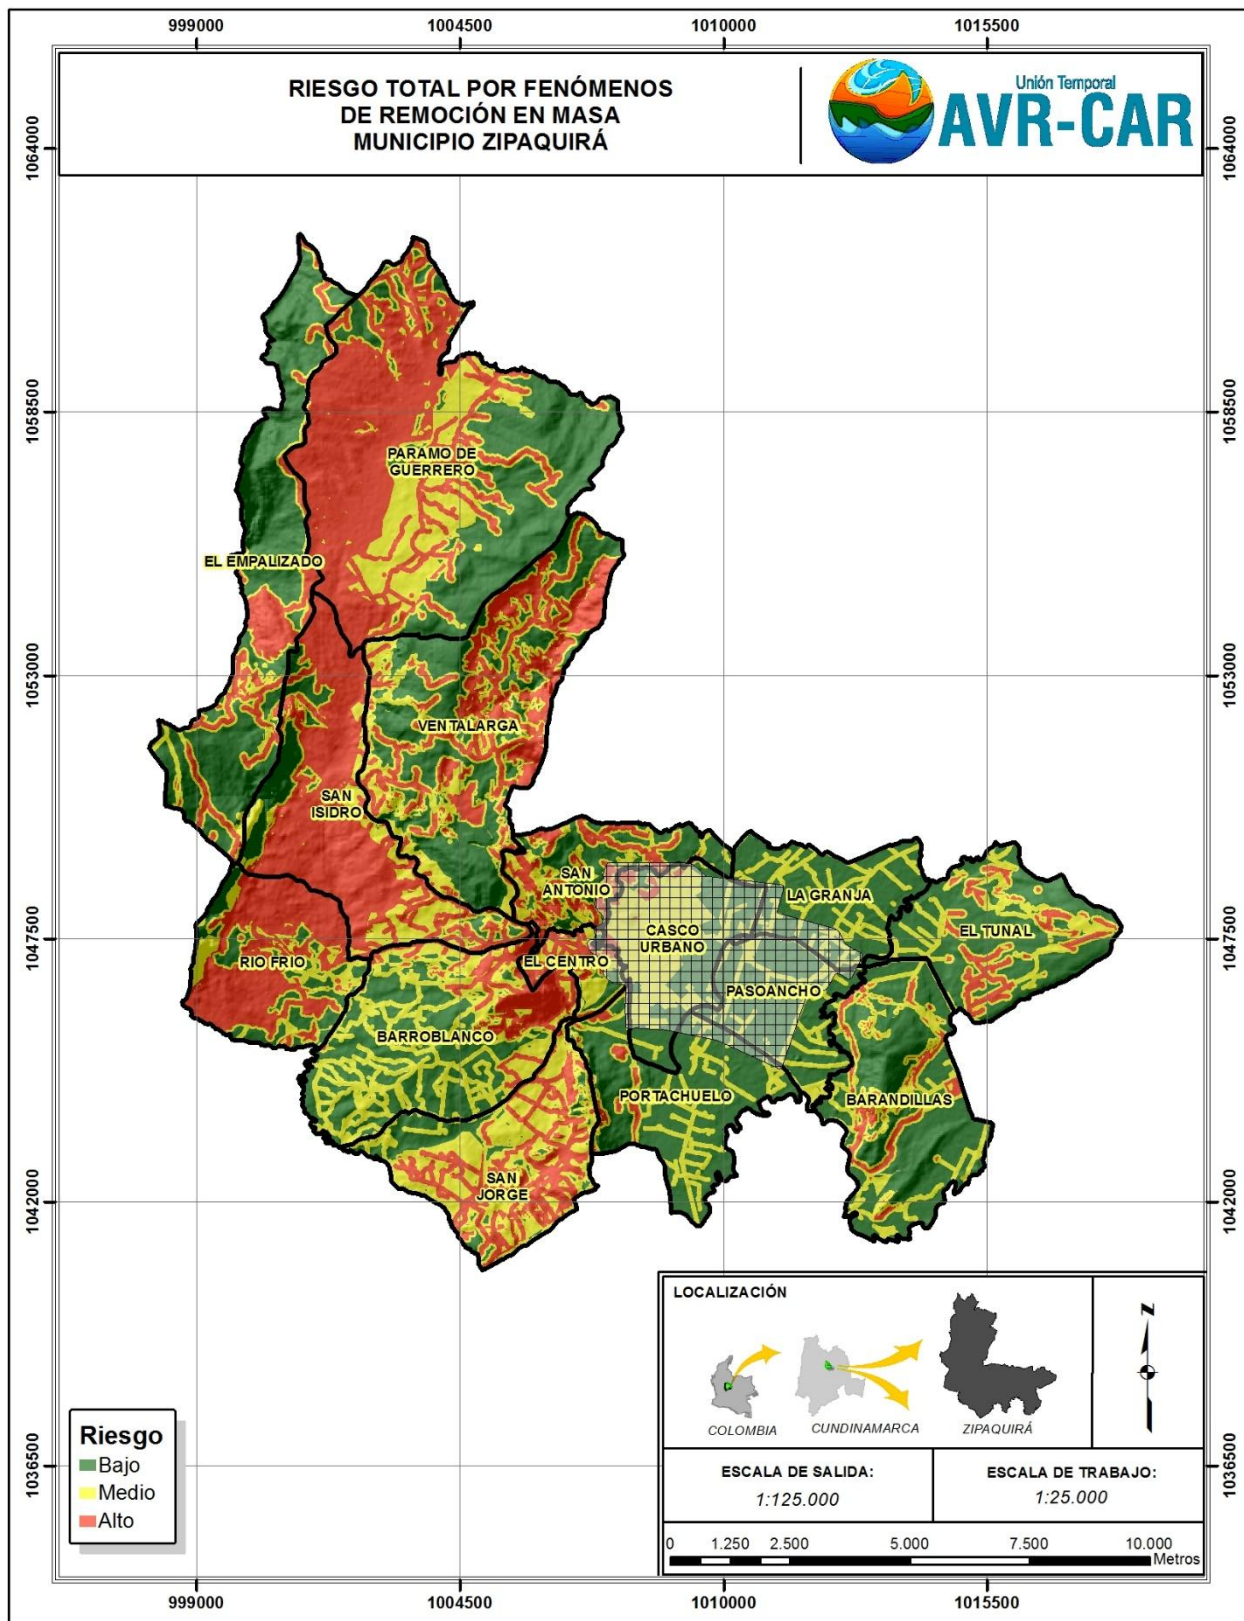 999000
1004500
1010000
1015500
RIESGO TOTAL POR FENÓMENOS
DE REMOCIÓN EN MASA
MUNICIPIO ZIPAQUIRÁ
Unión Temporal
AVR-CAR
1064000
1064000
1058500
1058500
PARAMO DE
GUERRERO
EL EMPALIZADO
1053000
1053000
VENTALARGA
SAN
ISIDRO
SAN
ANTONIO
LA GRANJA
CASCO
URBANO
EL TUNAL
1047500
1047500
RIO FRIO
EL CENTRO
PASOANCHO
BARROBLANCO
PORTACHUELO
BARANDILLAS
SAN
JORGE
1042000
1042000
LOCALIZACIÓN
N
COLOMBIA
CUNDINAMARCA
ZIPAQUIRÁ
Riesgo
Bajo
Medio
Alto
1036500
1036500
ESCALA DE SALIDA:
1:125.000
ESCALA DE TRABAJO:
1:25.000
0 1.250 2.500 5.000 7.500 10.000
Metros
999000
1004500
1010000
1015500